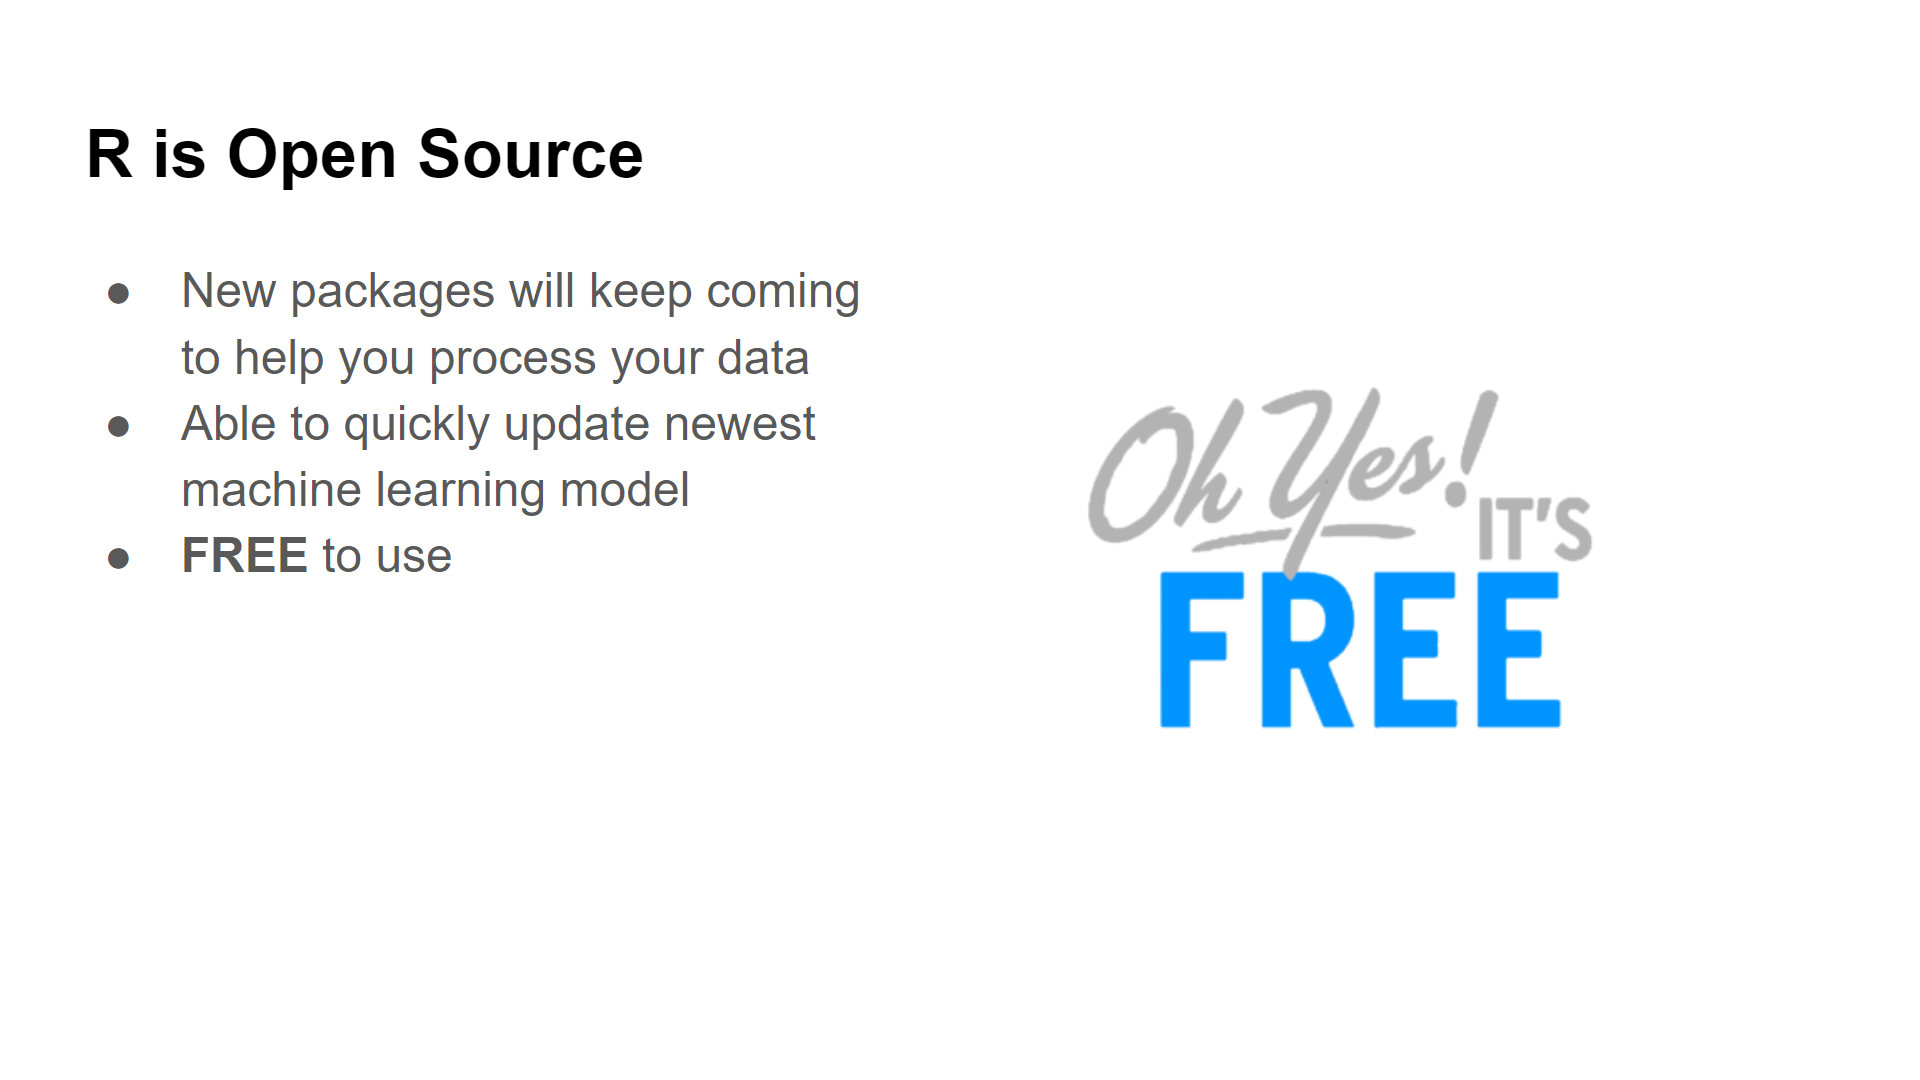 R is Open Source
● New packages will keep coming
to help you process your data
● Able to quickly update newest
machine learning model
● FREE to use
Oh Yes! IT'S
FREE